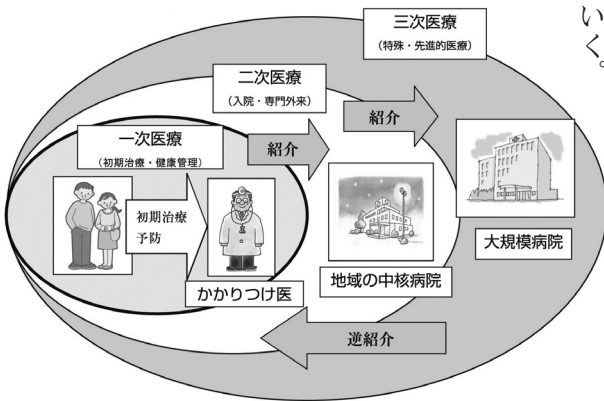 いく。
三次医療
(特殊・先進的医療)
二次医療
(入院・専門外来)
紹介
一次医療
(初期治療・健康管理)
紹介
大規模病院
初期治療
予防
地域の中核病院
かかりつけ医
逆紹介